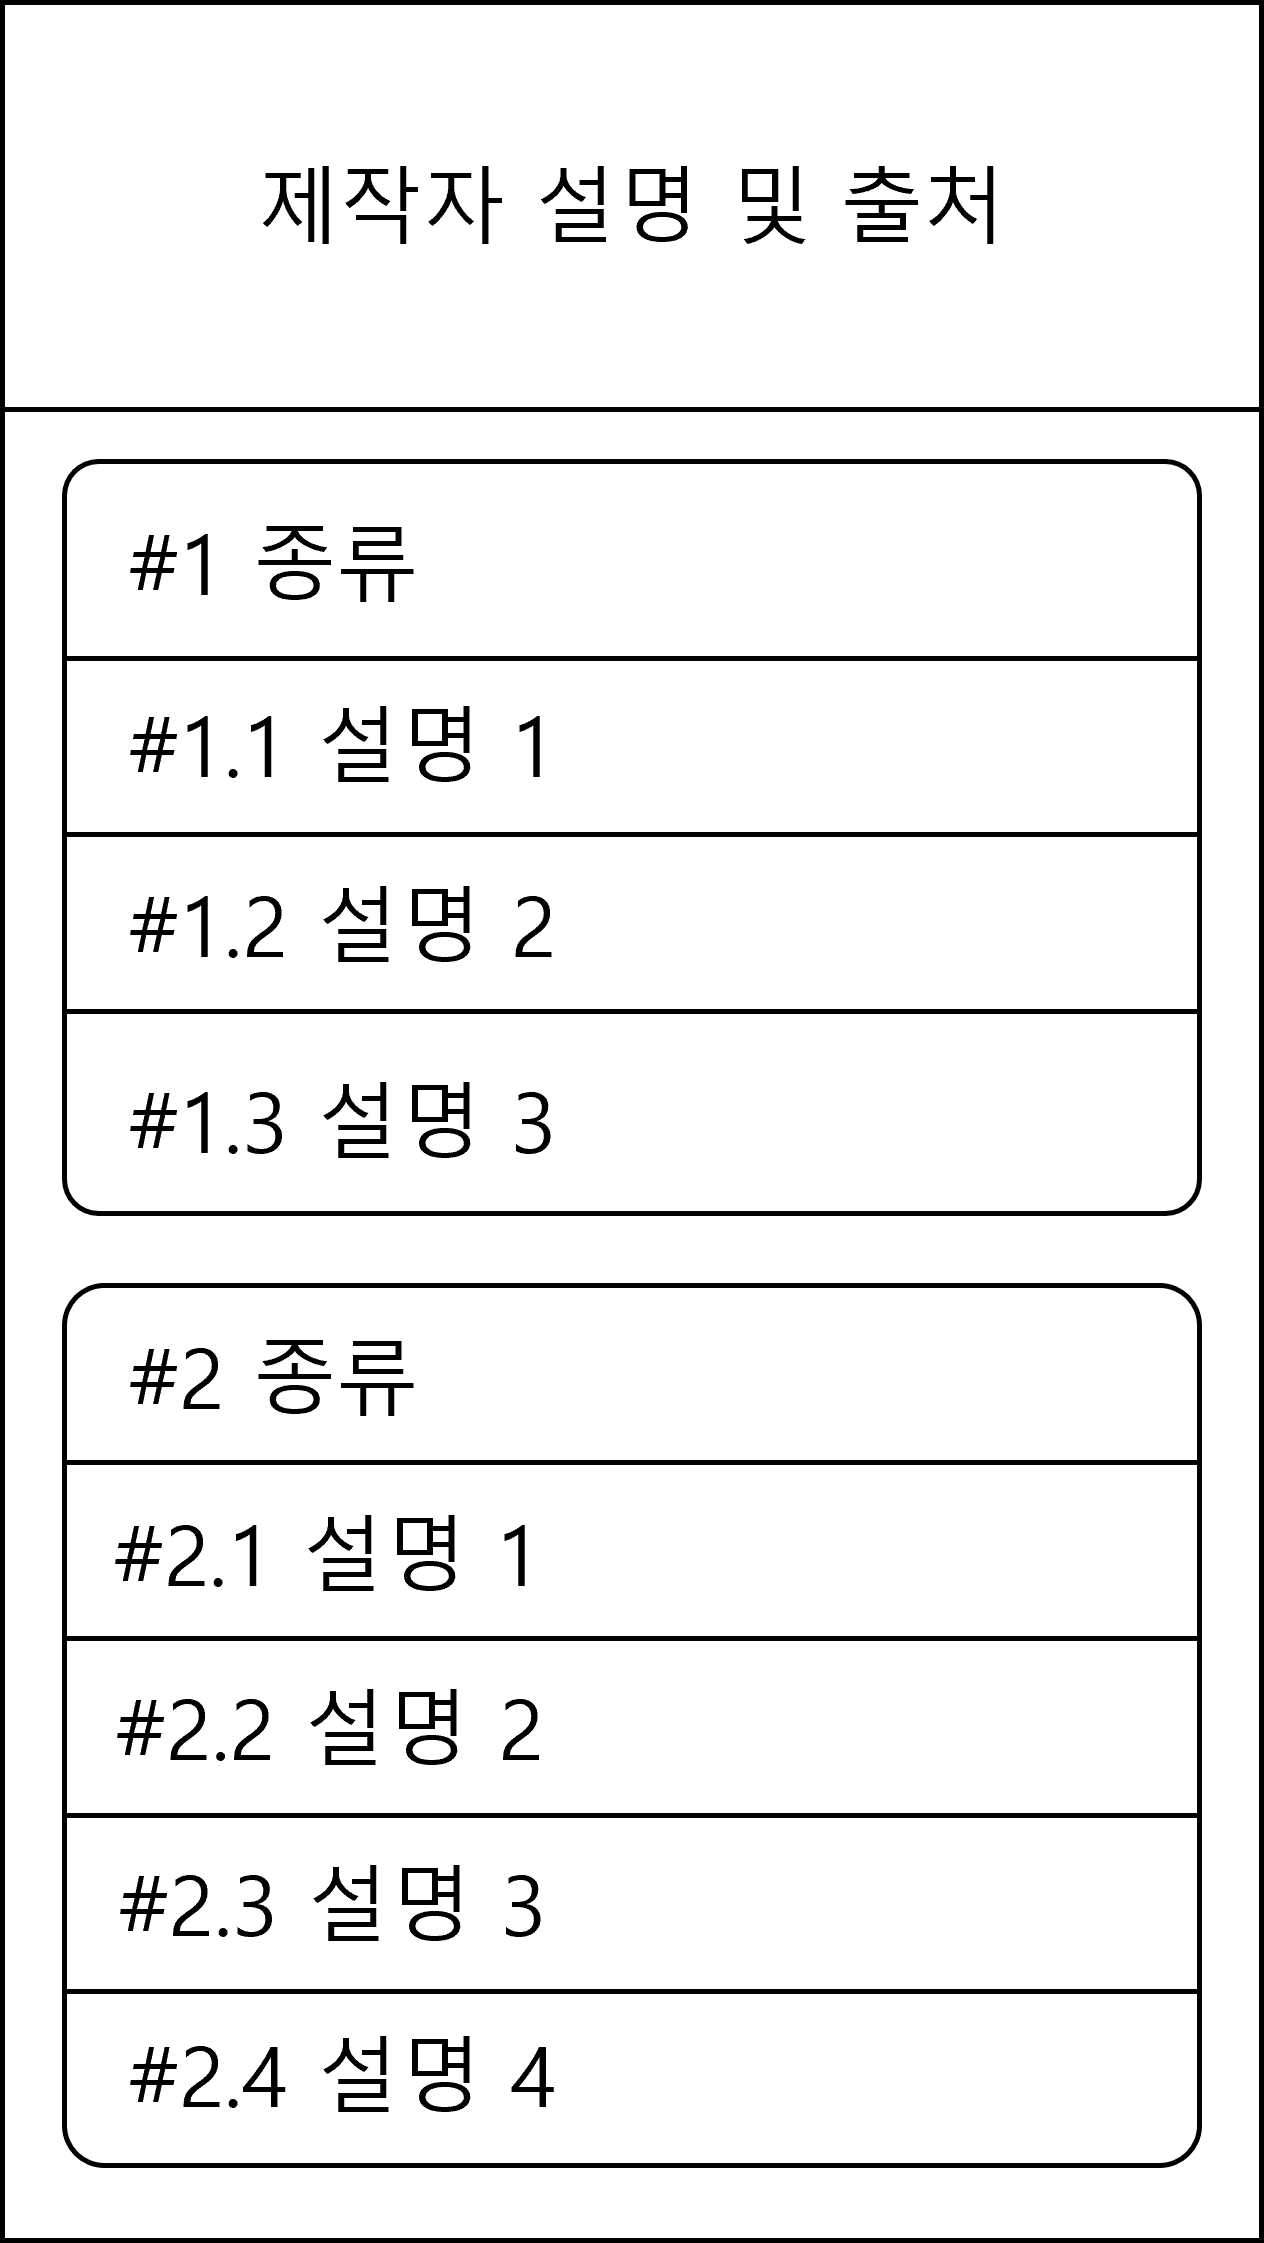 제작자 설명 및 출처
#1 종류
#1.1 설명 1
#1.2 설명 2
#1.3 설명 3
#2 종류
#2.1 설명 1
#2.2 설명 2
#2.3 설명 3
#2.4 설명 4